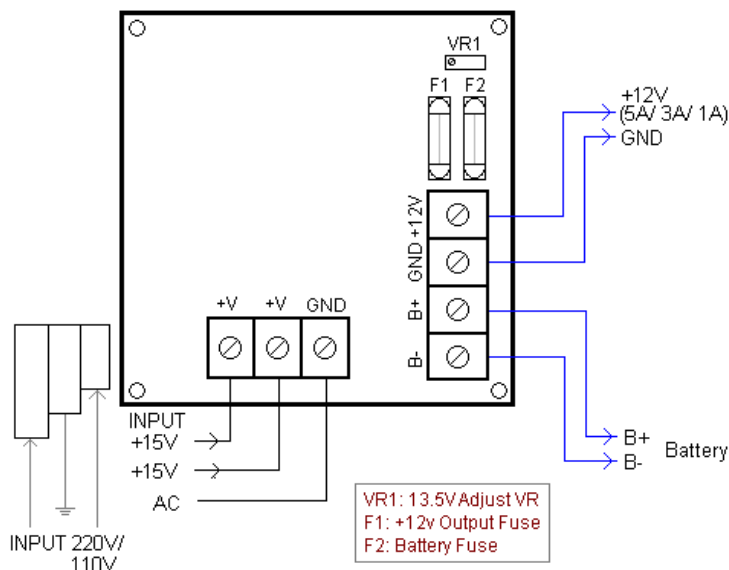 VR1
F1 F2
+12V
(5A/ 3A/ 1A)
GND
+12V
GND
B+
B-
+V +V GND
INPUT
+15V
+15V
AC
INPUT 220V/
110V
B+
B-
Battery
VR1: 13.5V Adjust VR
F1: +12v Output Fuse
F2: Battery Fuse